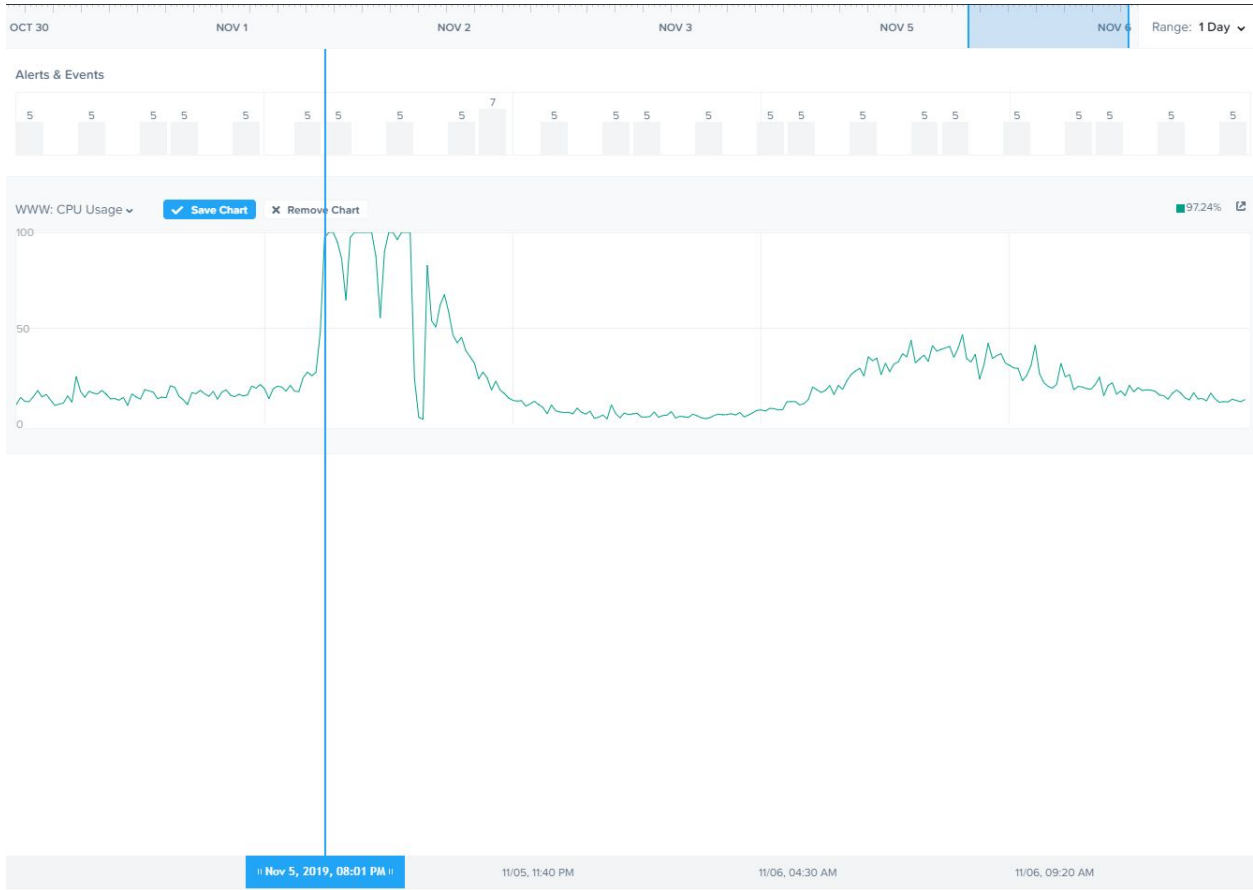 OCT 30 NOV 1 NOV 2 NOV 3 NOV 5 NOV 6 Range: 1 Day
Alerts & Events
7
5 5 5 5 5 5 5 5 5 5 5 5 5 5 5 5 5 5 5 5 5 5 5
WWW: CPU Usage Save Chart Remove Chart 97.24%
100
50
0
Nov 5, 2019, 08:01 PM 11/05, 11:40 PM 11/06, 04:30 AM 11/06, 09:20 AM